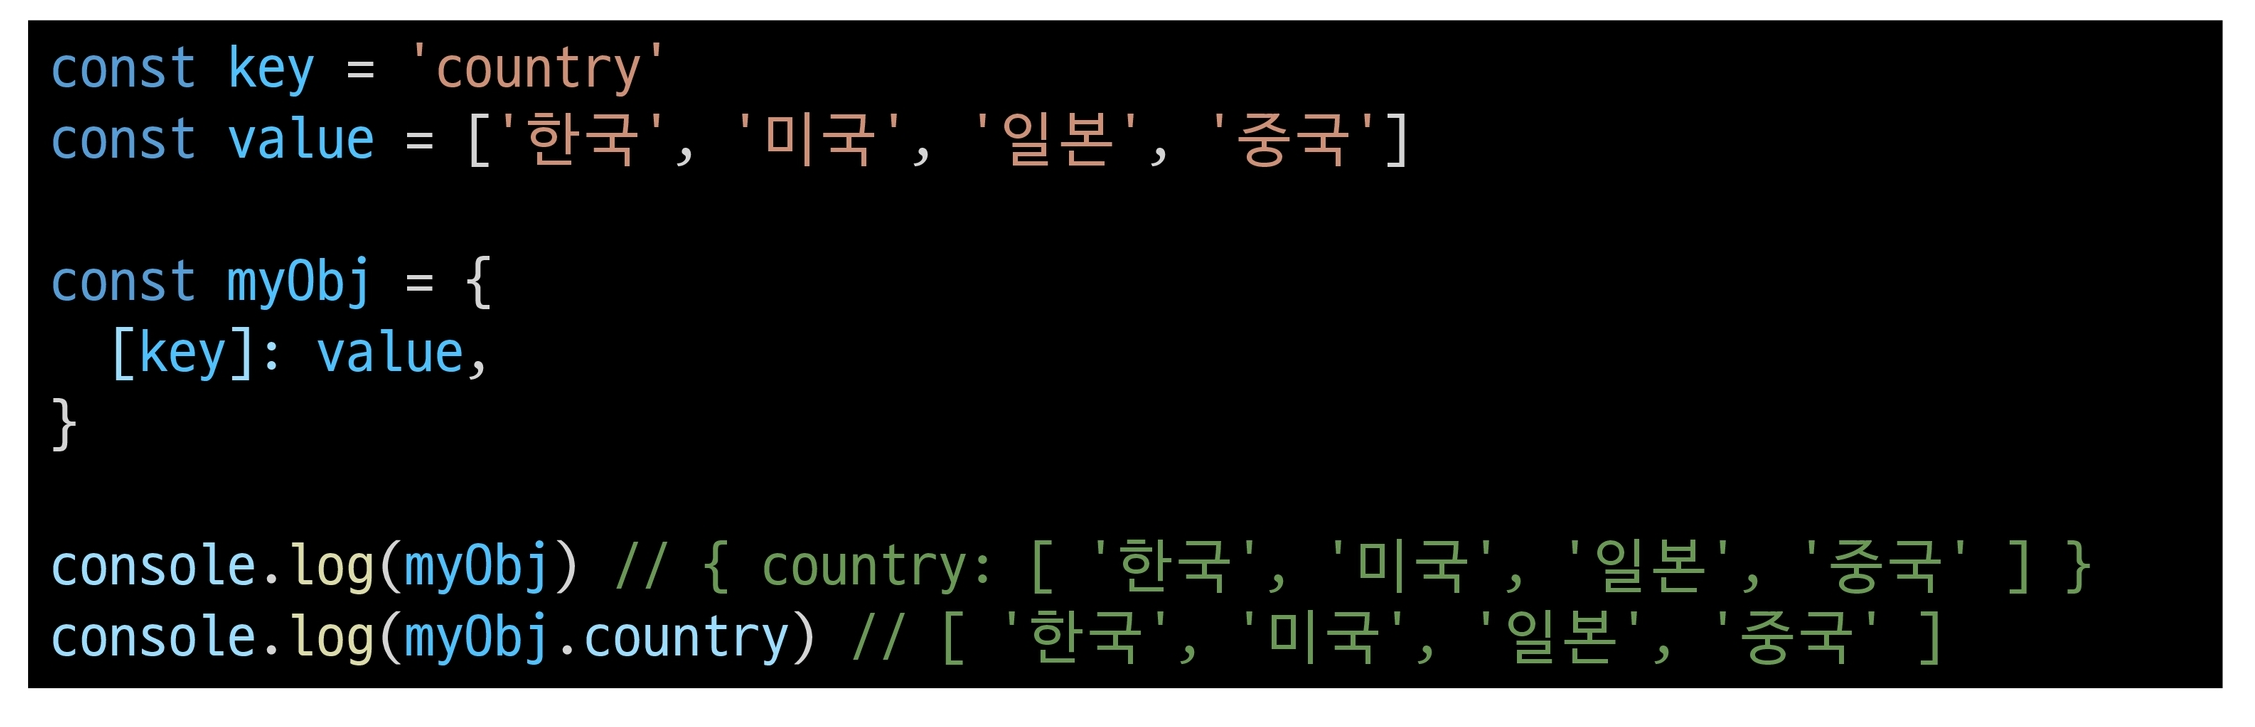 const key = 'country'
const value = ['한국', '미국', '일본', '중국']
const myObj = {
  [key]: value,
}
console.log(myObj) // { country: [ '한국', '미국', '일본', '중국' ] }
console.log(myObj.country) // [ '한국', '미국', '일본', '중국' ]